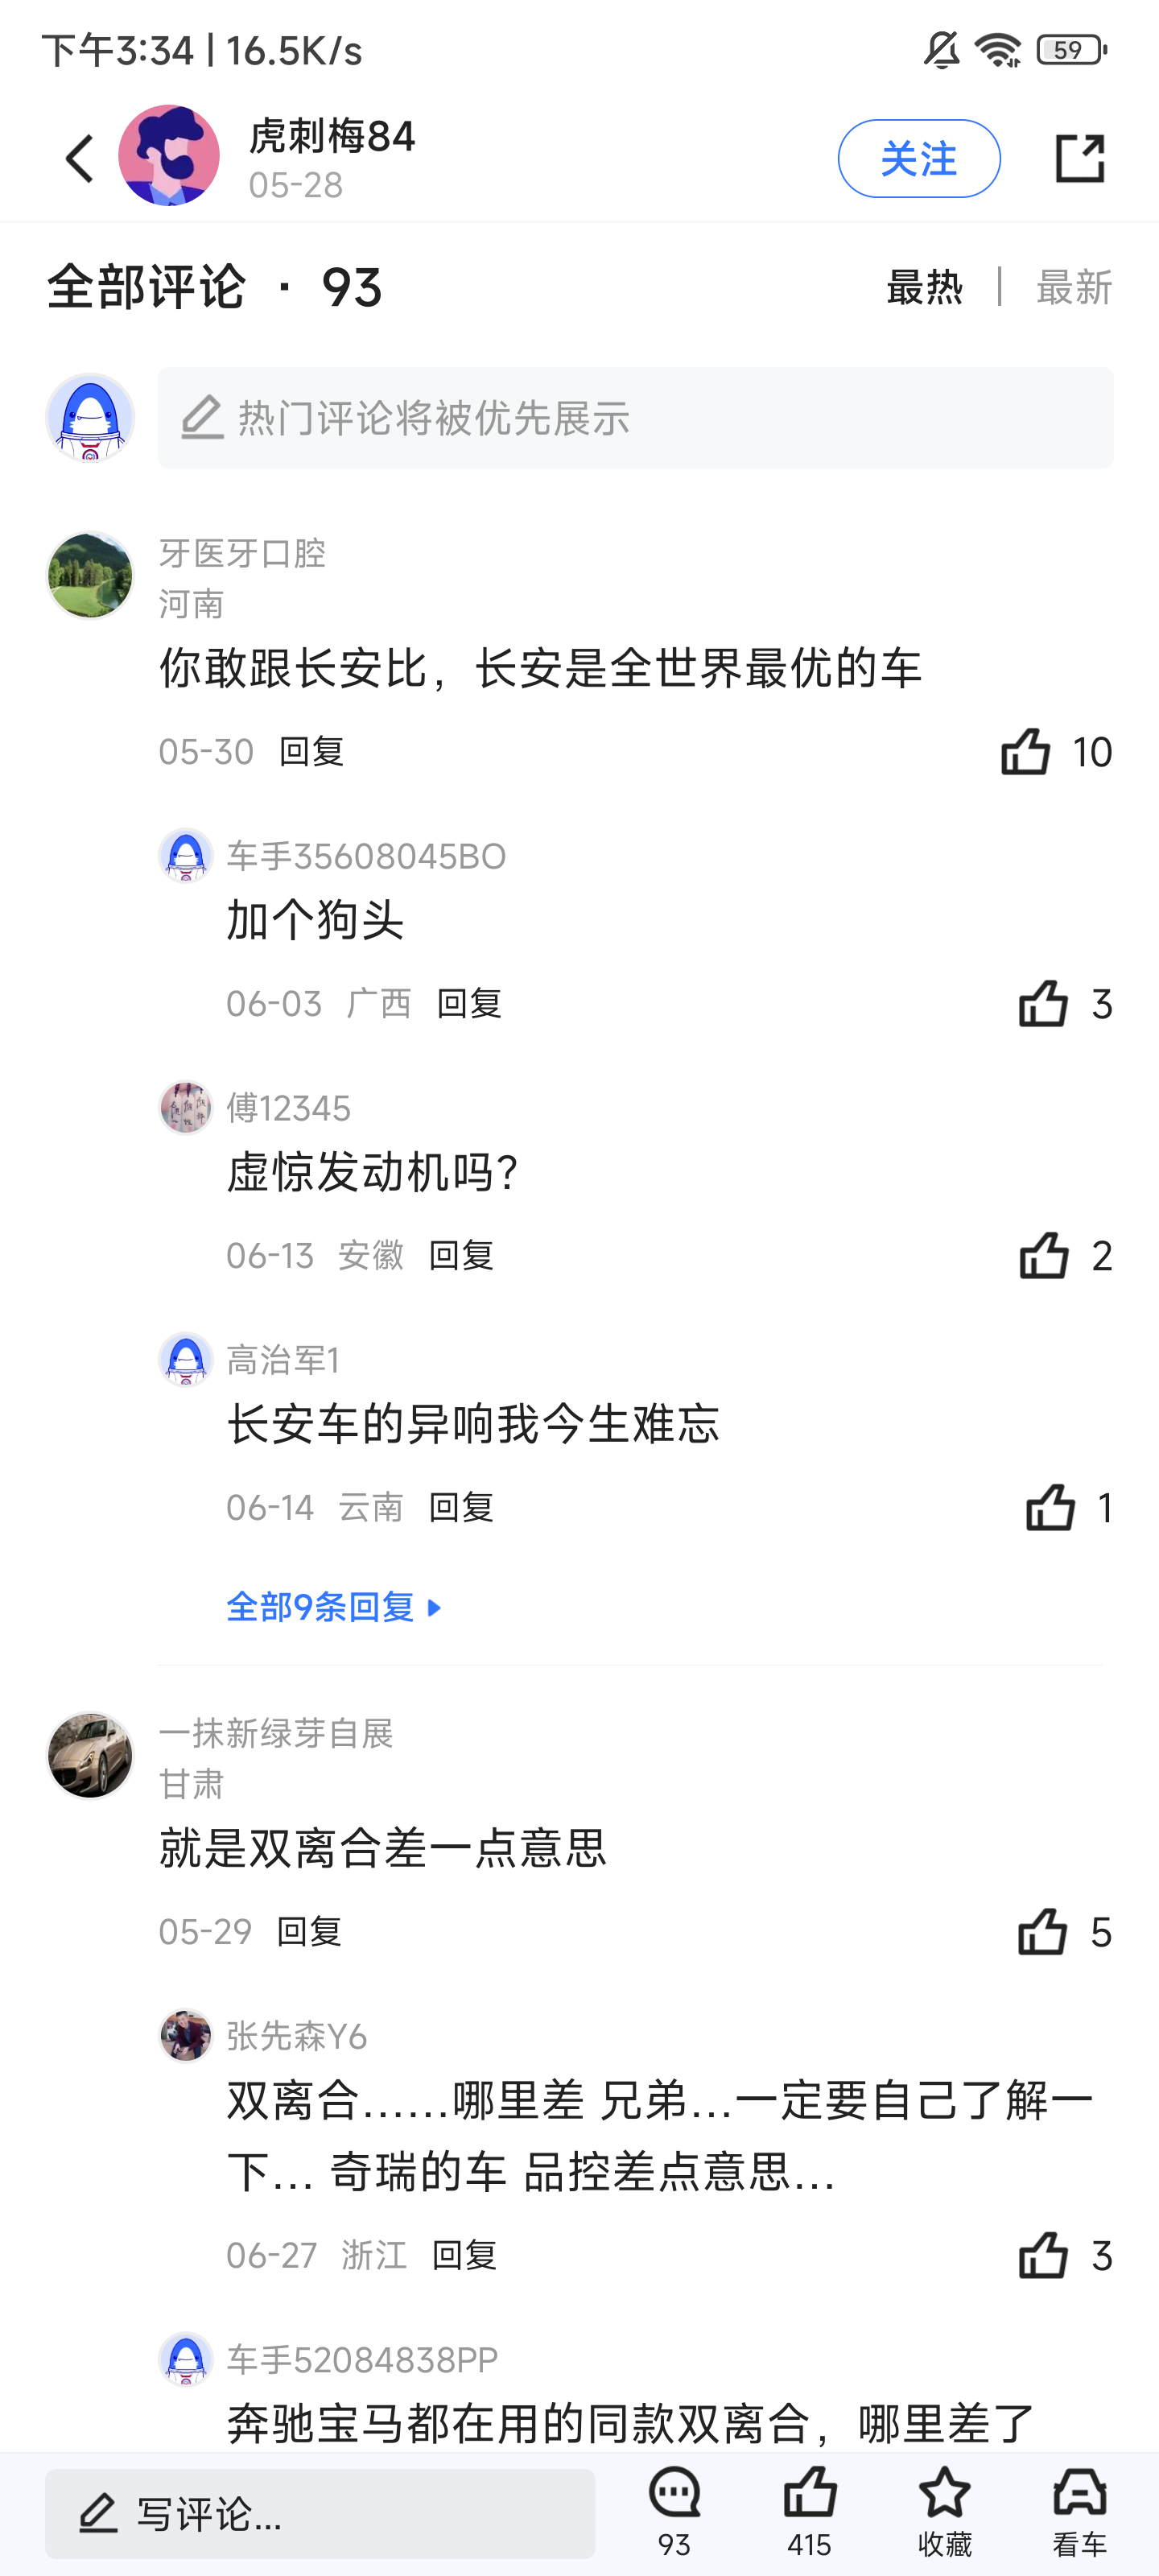 下午3:34 | 16.5K/s
59
虎刺梅84
关注
05-28
全部评论 · 93
最热 | 最新
热门评论将被优先展示
牙医牙口腔
河南
你敢跟长安比，长安是全世界最优的车
05-30 回复 10
车手35608045BO
加个狗头
06-03 广西 回复 3
傅12345
虚惊发动机吗?
06-13 安徽 回复 2
高治军1
长安车的异响我今生难忘
06-14 云南 回复 1
全部9条回复
一抹新绿芽自展
甘肃
就是双离合差一点意思
05-29 回复 5
张先森Y6
双离合……哪里差 兄弟…一定要自己了解一
下… 奇瑞的车 品控差点意思…
06-27 浙江 回复 3
车手52084838PP
奔驰宝马都在用的同款双离合，哪里差了
写评论...
93 415 收藏 看车